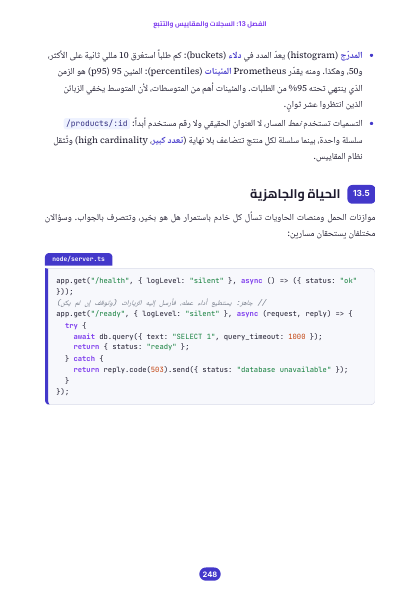 الفصل 13: السجلات والمقاييس والتتبع
المدرّج (histogram) يعدّ المدد في دلاء (buckets): كم طلباً استغرق 10 مللي ثانية على الأكثر،
و50، وهكذا. ومنه يقدّر Prometheus المئينات (percentiles): المئين 95 (p95) هو الزمن
الذي ينتهي تحته 95% من الطلبات. والمئينات أهم من المتوسطات، لأن المتوسط يخفي الزبائن
الذين انتظروا عشر ثوانٍ.
التسميات تستخدم نمط المسار، لا العنوان الحقيقي ولا رقم مستخدم أبداً: /products/:id
سلسلة واحدة، بينما سلسلة لكل منتج تتضاعف بلا نهاية (تعدد كبير، high cardinality) وتُثقل
نظام المقاييس.
13.5 الحياة والجاهزية
موازنات الحمل ومنصات الحاويات تسأل كل خادم باستمرار هل هو بخير، وتتصرف بالجواب. وسؤالان
مختلفان يستحقان مسارين:
node/server.ts
app.get("/health", { logLevel: "silent" }, async () => ({ status: "ok"
}));
// جاهز: يستطيع أداء عمله، فأرسل إليه الزيارات (وتوقف إن لم يكن)
app.get("/ready", { logLevel: "silent" }, async (request, reply) => {
try {
await db.query({ text: "SELECT 1", query_timeout: 1000 });
return { status: "ready" };
} catch {
return reply.code(503).send({ status: "database unavailable" });
}
});
248